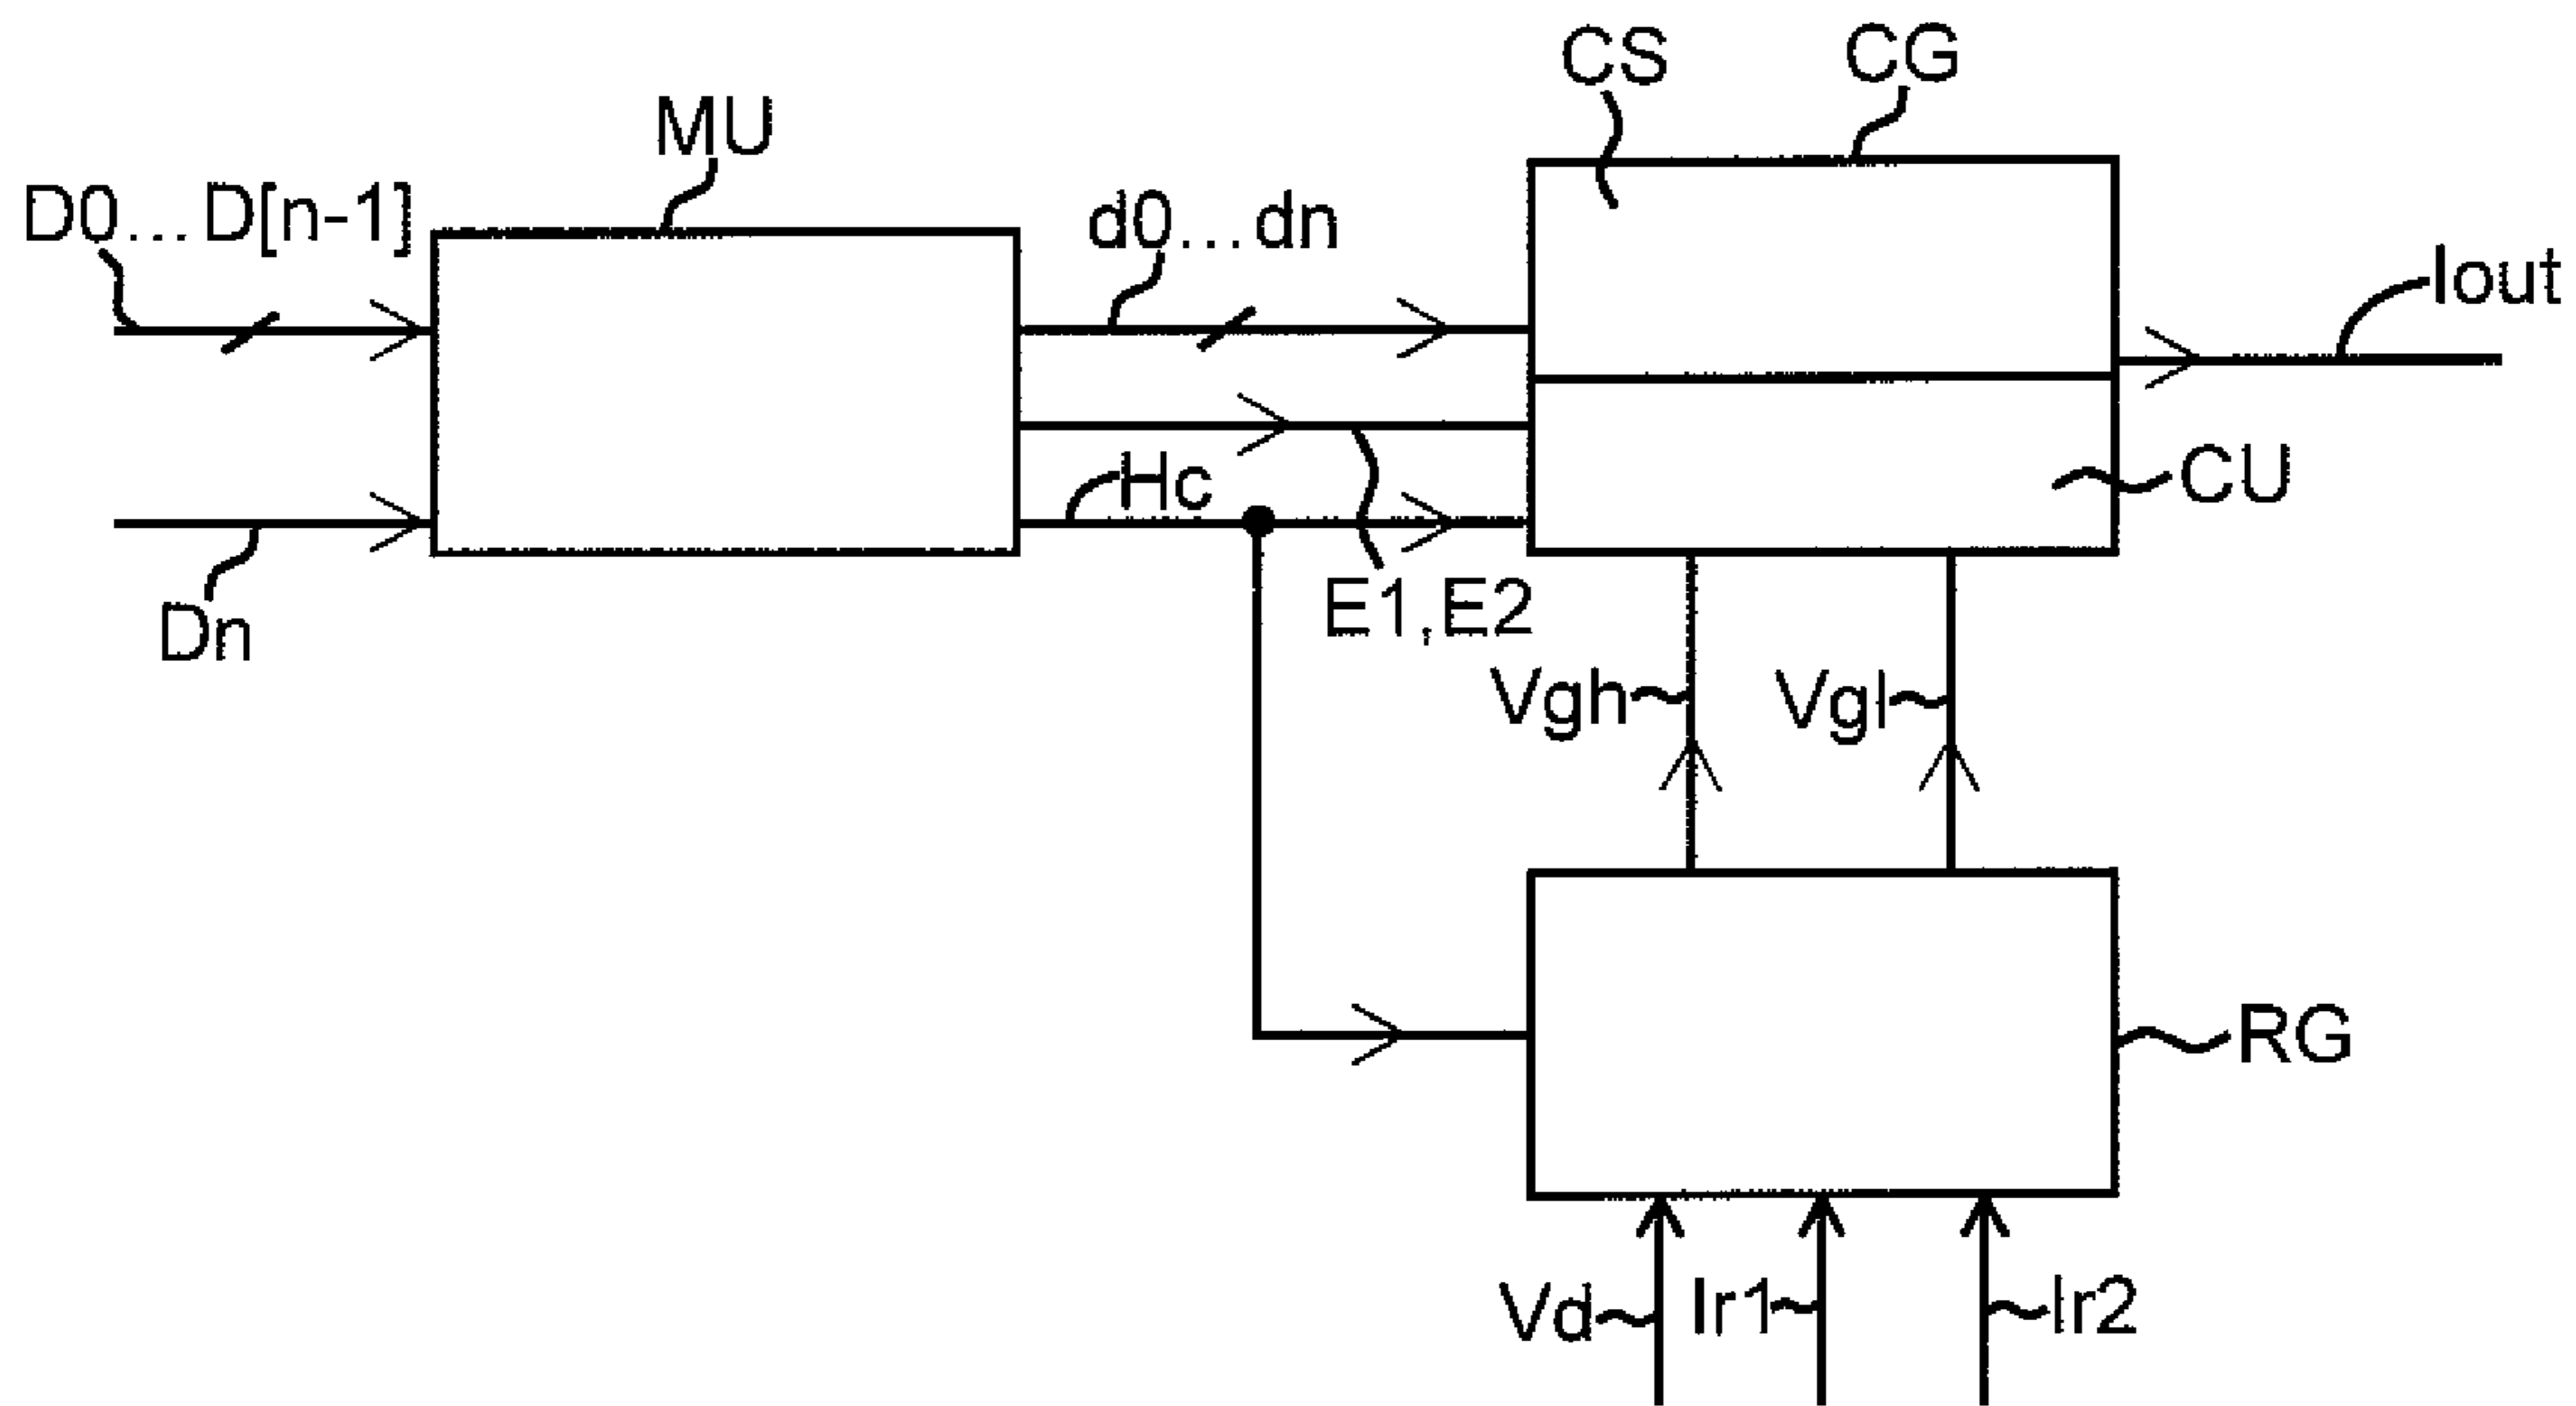 CS
CG
MU
D0...D[n-1]
d0...dn
Iout
Hc
CU
Dn
E1,E2
Vgh
Vgl
RG
Vd
Ir1
Ir2